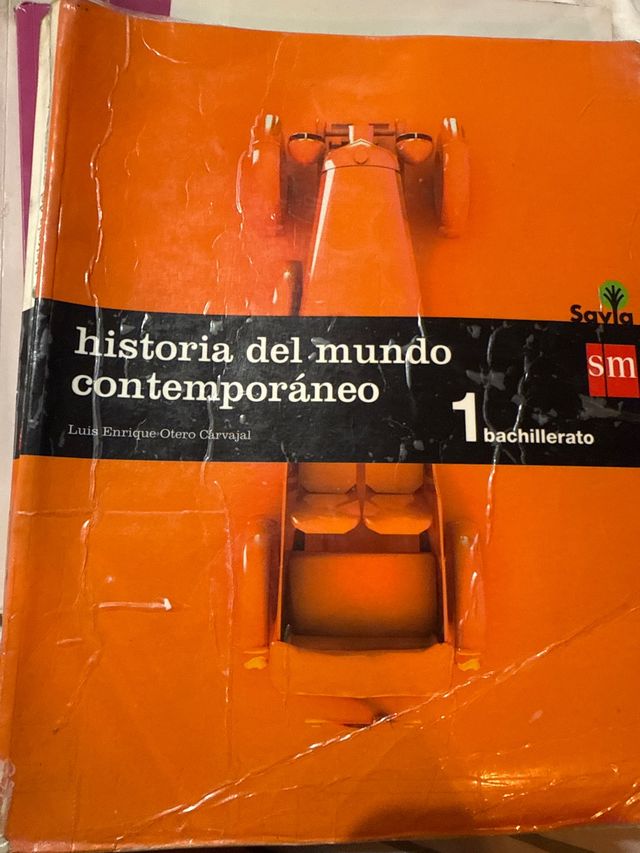 Savia
historia del mundo
contemporáneo
sm
Luis Enrique Otero Carvajal
1 bachillerato